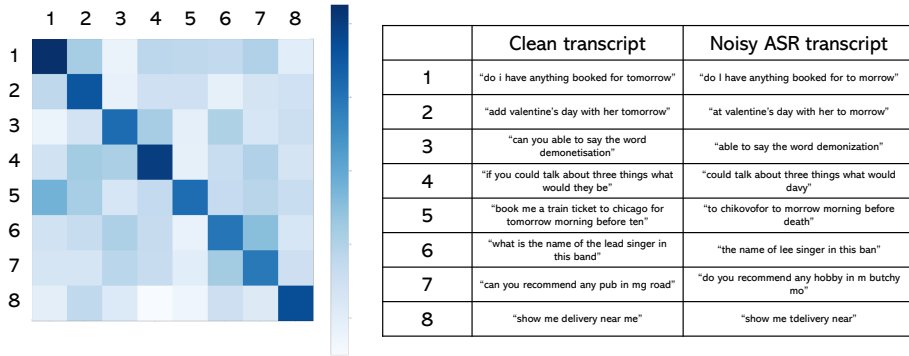 1 2 3 4 5 6 7 8
1
2
3
4
5
6
7
8
Clean transcript Noisy ASR transcript
1 “do i have anything booked for tomorrow” “do I have anything booked for to morrow”
2 “add valentine’s day with her tomorrow” “at valentine’s day with her to morrow”
3 “can you able to say the word
demonetisation” “able to say the word demonization”
4 “if you could talk about three things what
would they be” “could talk about three things what would
davy”
5 “book me a train ticket to chicago for
tomorrow morning before ten” “to chikovofor to morrow morning before
death”
6 “what is the name of the lead singer in
this band” “the name of lee singer in this ban”
7 “can you recommend any pub in mg road” “do you recommend any hobby in m butchy
mo”
8 “show me delivery near me” “show me tdelivery near”